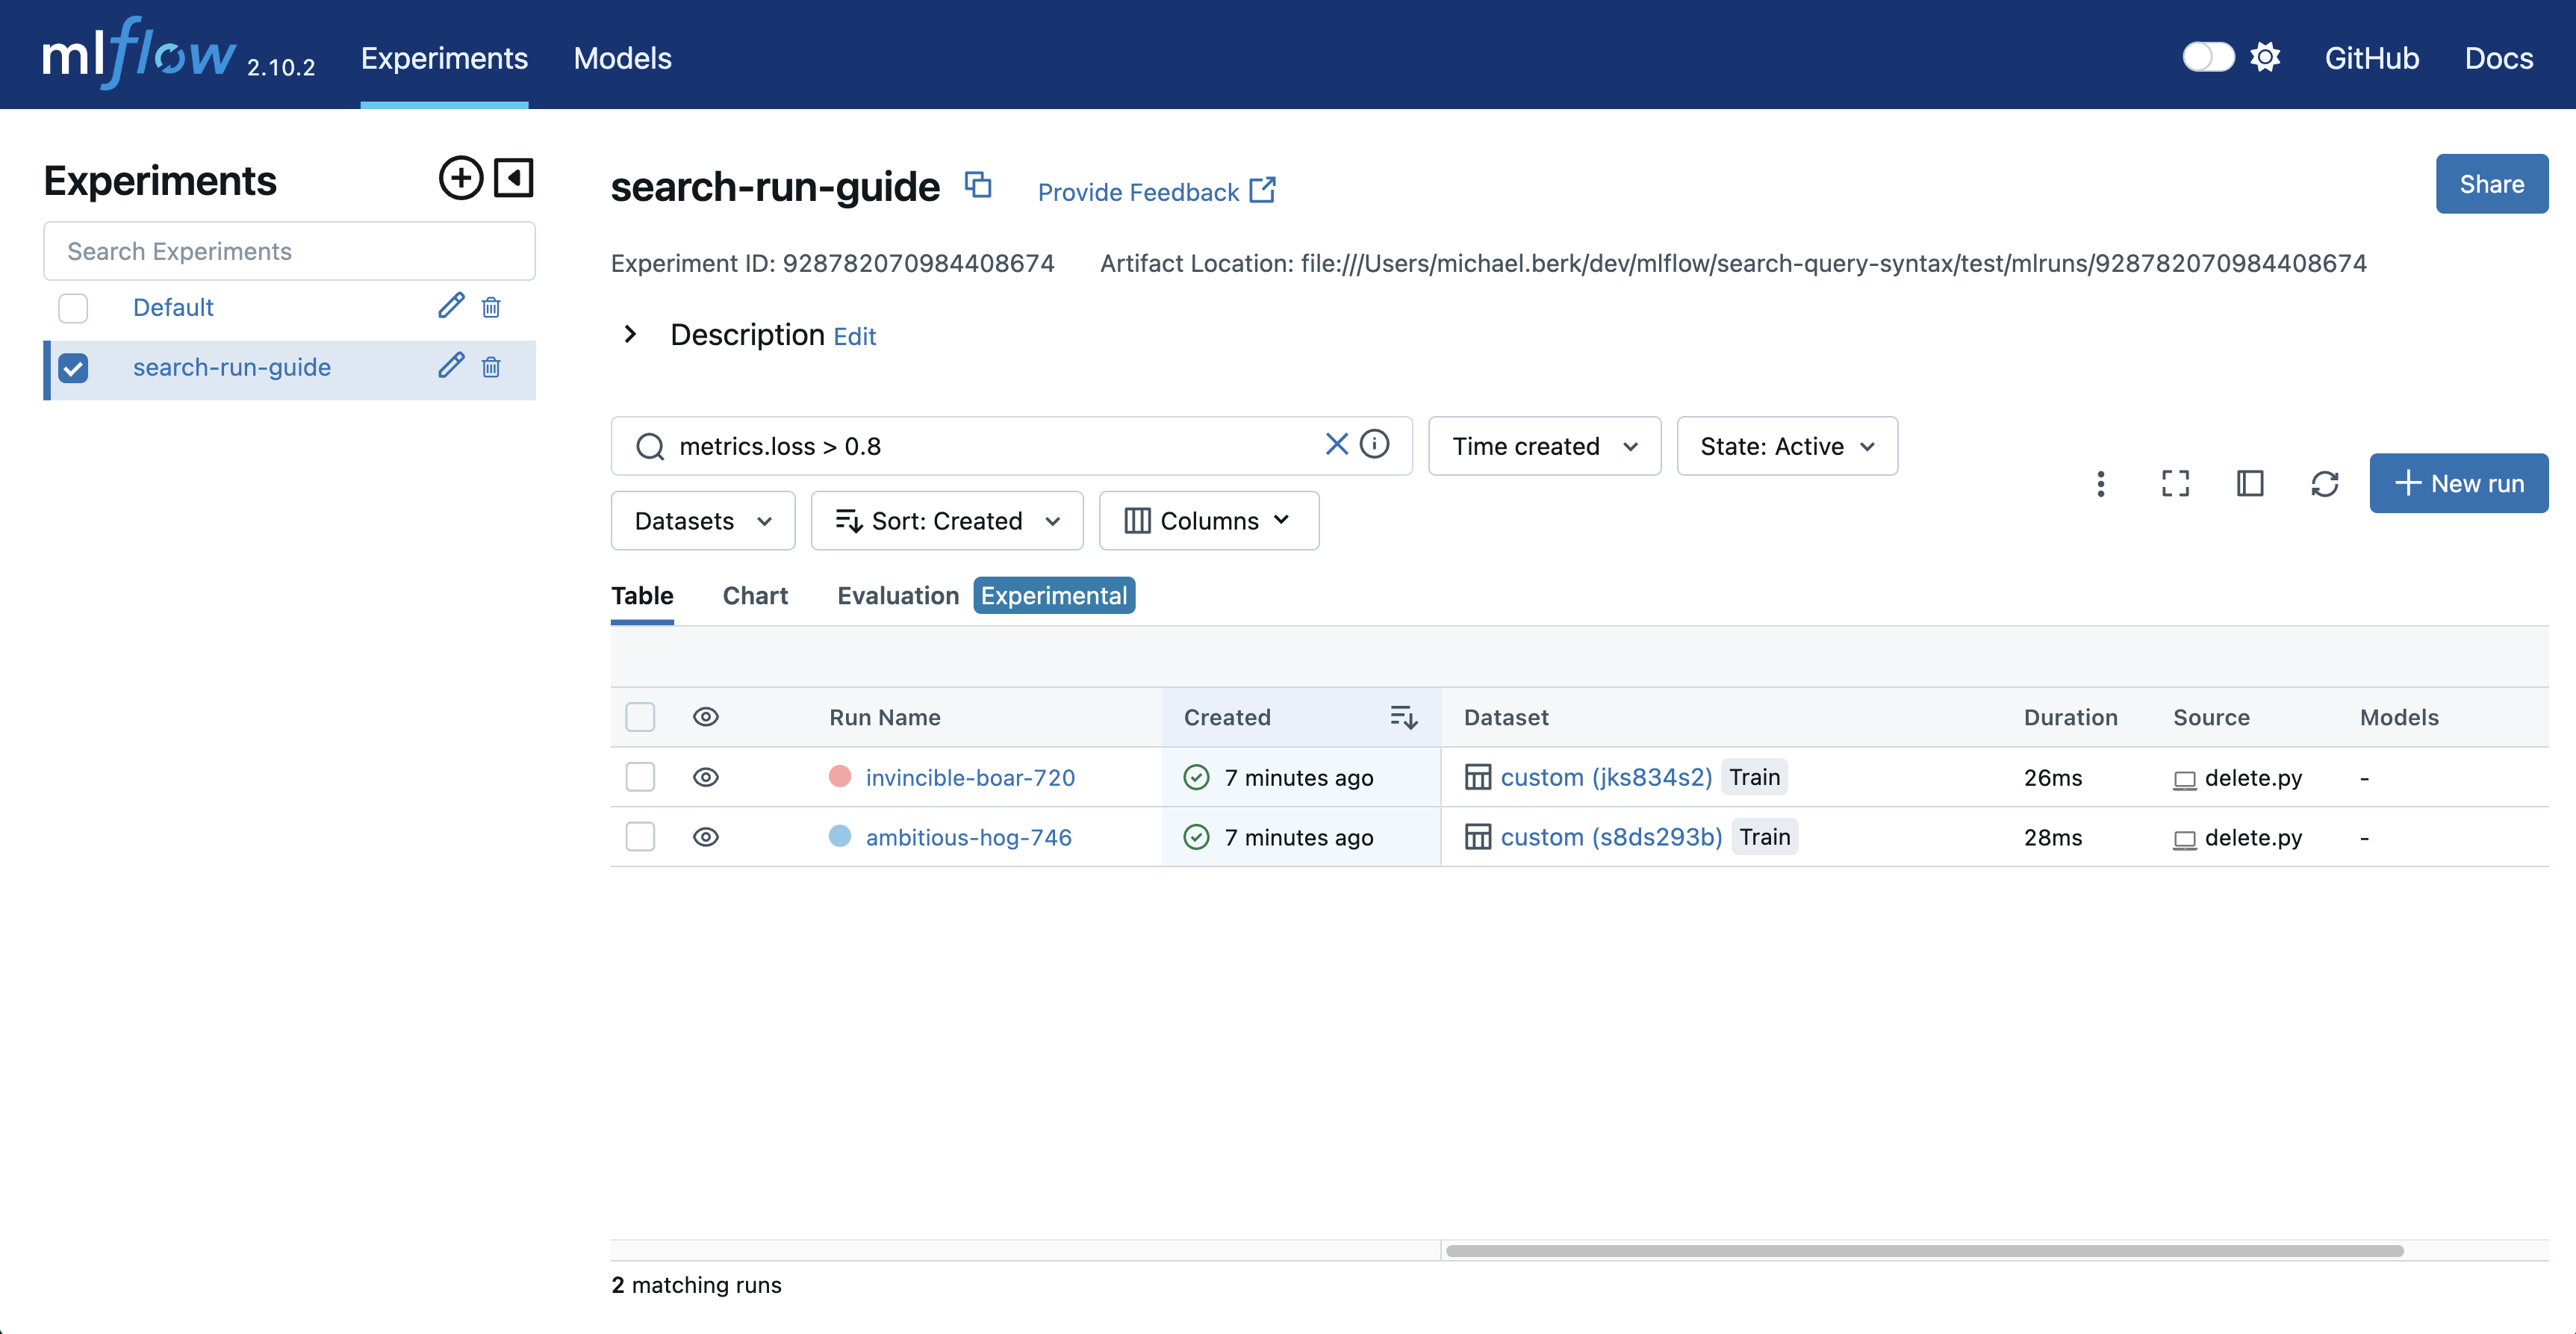 mlflow 2.10.2 Experiments Models GitHub Docs
Experiments
Search Experiments
Default
search-run-guide
search-run-guide Provide Feedback Share
Experiment ID: 928782070984408674 Artifact Location: file:///Users/michael.berk/dev/mlflow/search-query-syntax/test/mlruns/928782070984408674
Description Edit
metrics.loss > 0.8 Time created State: Active
Datasets Sort: Created Columns
New run
Table Chart Evaluation Experimental
Run Name Created Dataset Duration Source Models
invincible-boar-720 7 minutes ago custom (jks834s2) Train 26ms delete.py -
ambitious-hog-746 7 minutes ago custom (s8ds293b) Train 28ms delete.py -
2 matching runs